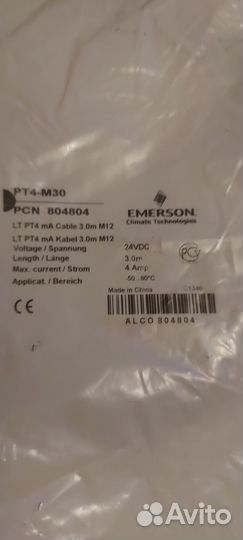 PT4-M30
PCN 804804
EMERSON
Climate Technologies
LT PT4 mA Cable 3.0m M12
LT PT4 mA Kabel 3.0m M12
Voltage / Spannung 24VDC
Length / Länge 3.0m
Max. current / Strom 4 Amp
Applicat. / Bereich -50...80°C
CE
Made in China
ALCO 804804
Avito